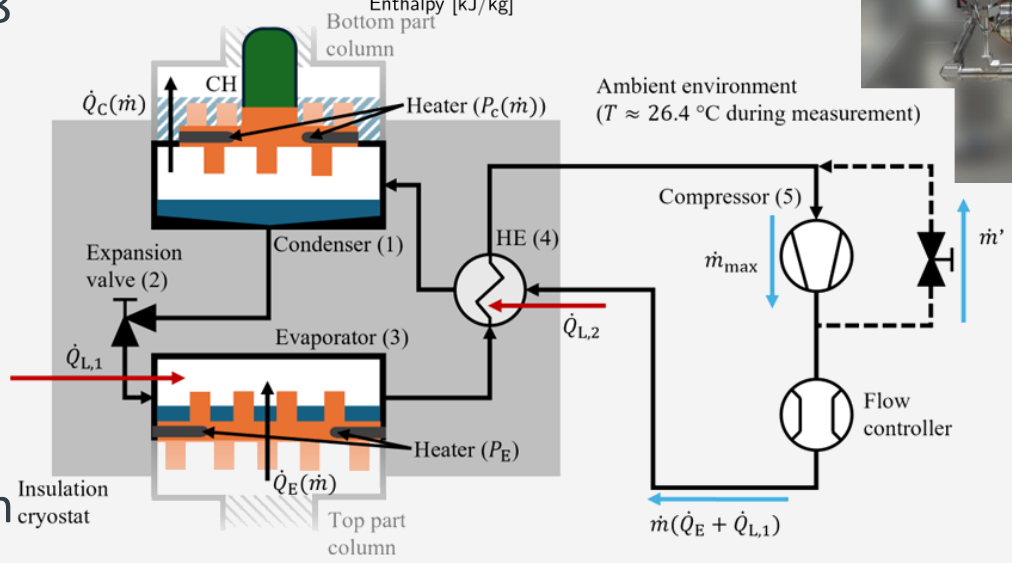 Enthalpy [kJ/kg]
Bottom part
column
CH
Q̇C(ṁ)
Heater (Pc(ṁ))
Ambient environment
(T ≈ 26.4 °C during measurement)
Compressor (5)
ṁmax
ṁ'
Condenser (1)
HE (4)
Expansion
valve (2)
Q̇L,2
Evaporator (3)
Q̇L,1
Flow
controller
Heater (PE)
Q̇E(ṁ)
Insulation
cryostat
Top part
column
ṁ(Q̇E + Q̇L,1)